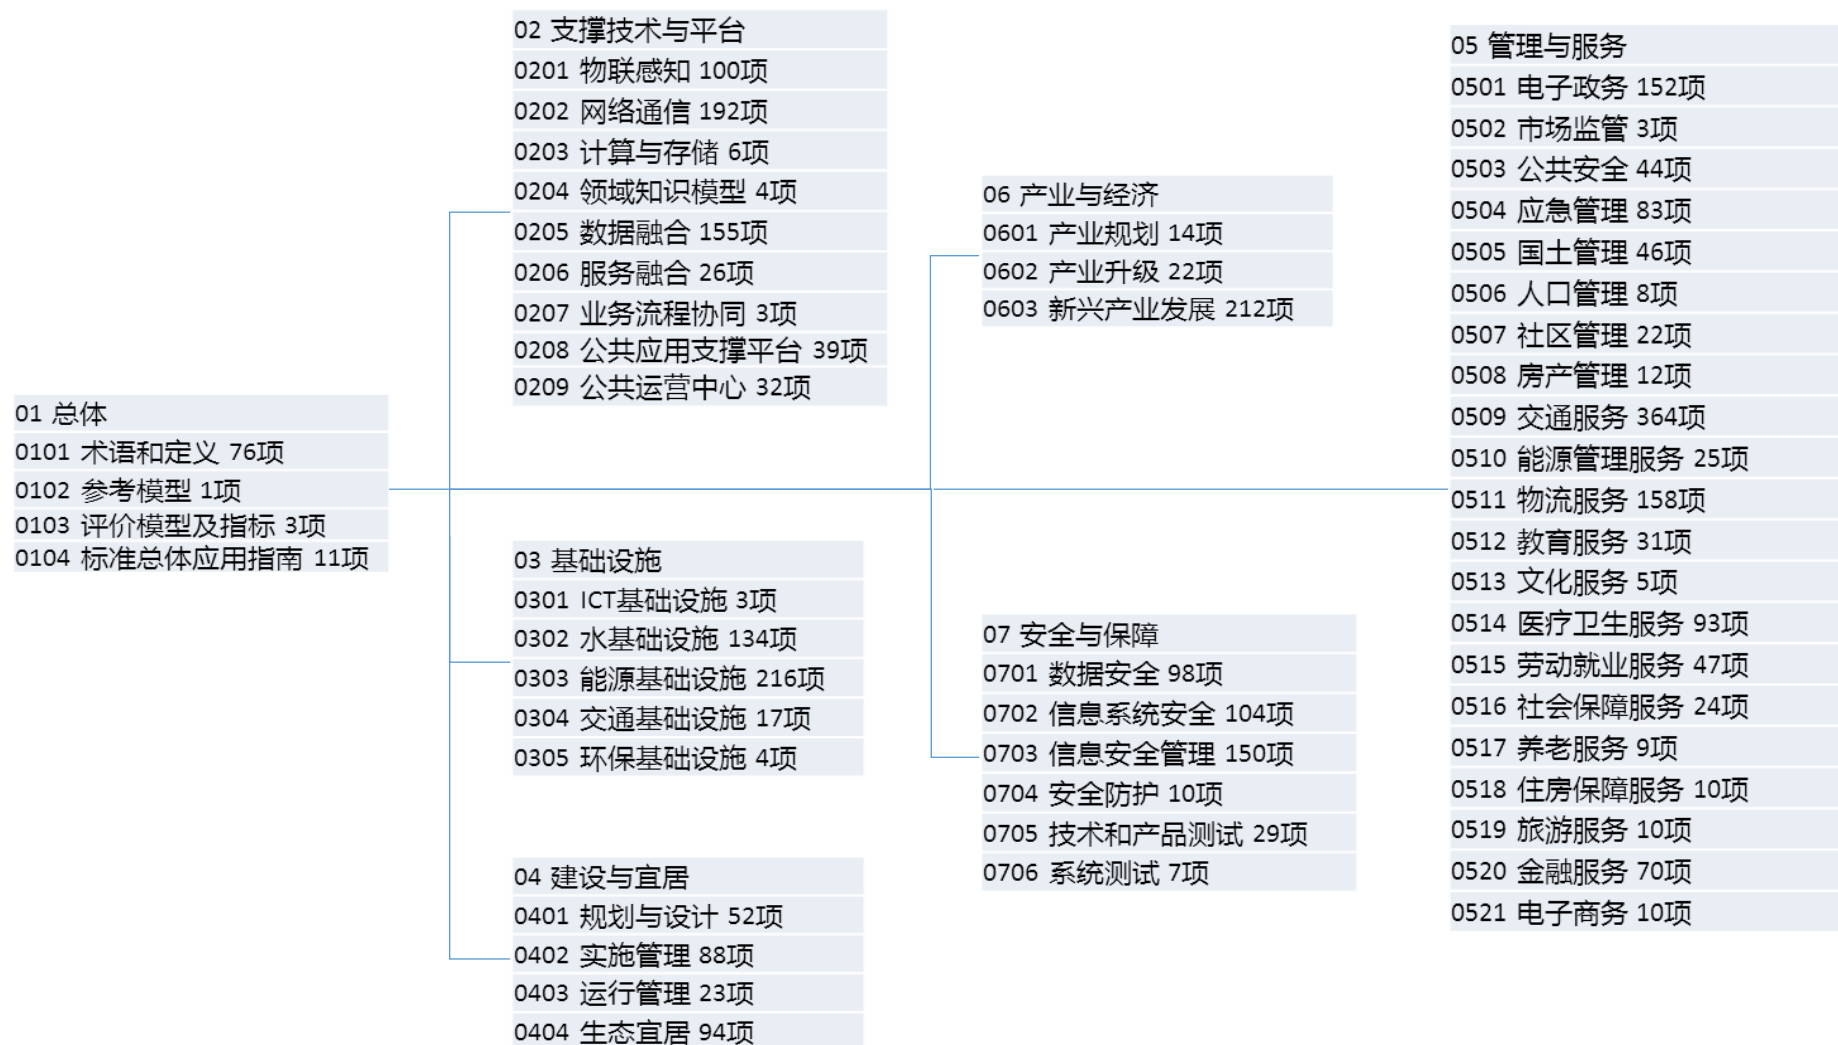 01 总体
0101 术语和定义 76项
0102 参考模型 1项
0103 评价模型及指标 3项
0104 标准总体应用指南 11项
02 支撑技术与平台
0201 物联感知 100项
0202 网络通信 192项
0203 计算与存储 6项
0204 领域知识模型 4项
0205 数据融合 155项
0206 服务融合 26项
0207 业务流程协同 3项
0208 公共应用支撑平台 39项
0209 公共运营中心 32项
03 基础设施
0301 ICT基础设施 3项
0302 水基础设施 134项
0303 能源基础设施 216项
0304 交通基础设施 17项
0305 环保基础设施 4项
04 建设与宜居
0401 规划与设计 52项
0402 实施管理 88项
0403 运行管理 23项
0404 生态宜居 94项
06 产业与经济
0601 产业规划 14项
0602 产业升级 22项
0603 新兴产业发展 212项
07 安全与保障
0701 数据安全 98项
0702 信息系统安全 104项
0703 信息安全管理 150项
0704 安全防护 10项
0705 技术和产品测试 29项
0706 系统测试 7项
05 管理与服务
0501 电子政务 152项
0502 市场监管 3项
0503 公共安全 44项
0504 应急管理 83项
0505 国土管理 46项
0506 人口管理 8项
0507 社区管理 22项
0508 房产管理 12项
0509 交通服务 364项
0510 能源管理服务 25项
0511 物流服务 158项
0512 教育服务 31项
0513 文化服务 5项
0514 医疗卫生服务 93项
0515 劳动就业服务 47项
0516 社会保障服务 24项
0517 养老服务 9项
0518 住房保障服务 10项
0519 旅游服务 10项
0520 金融服务 70项
0521 电子商务 10项